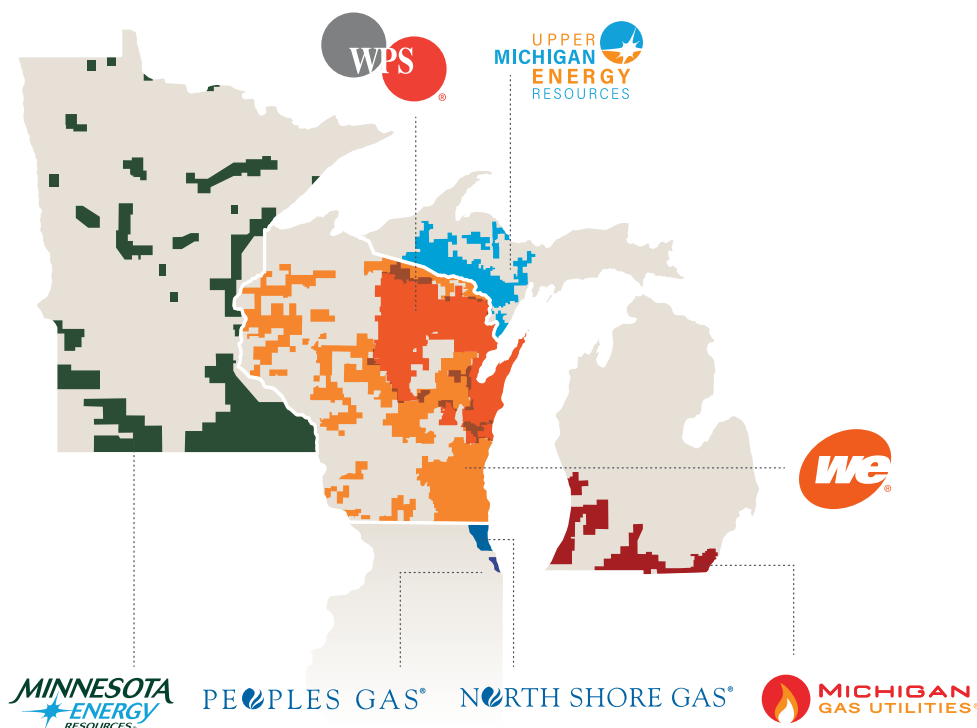 WPS
®
UPPER
MICHIGAN
ENERGY
RESOURCES
we
®
MINNESOTA
ENERGY
RESOURCES®
PEOPLES GAS®
NORTH SHORE GAS®
MICHIGAN
GAS UTILITIES®